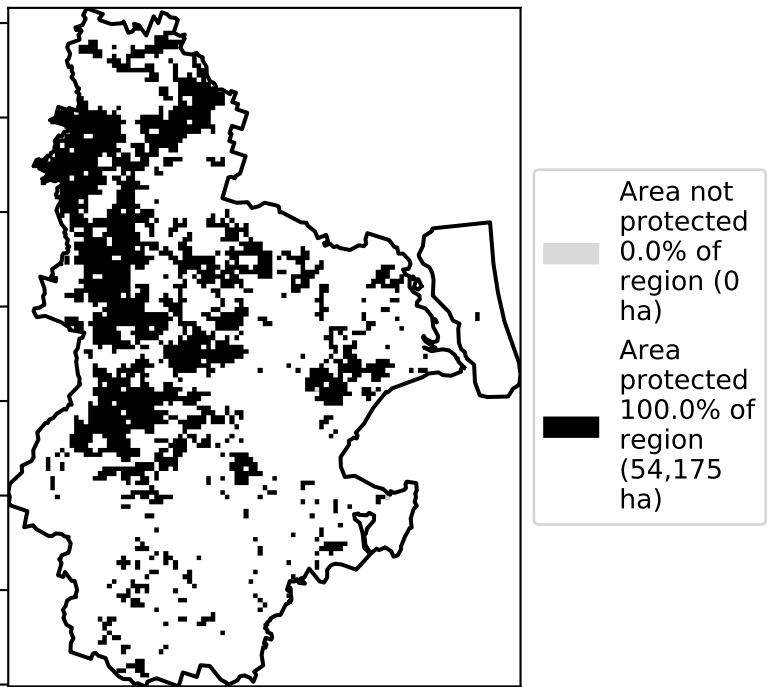 Area not
protected
0.0% of
region (0
ha)
Area
protected
100.0% of
region
(54,175
ha)